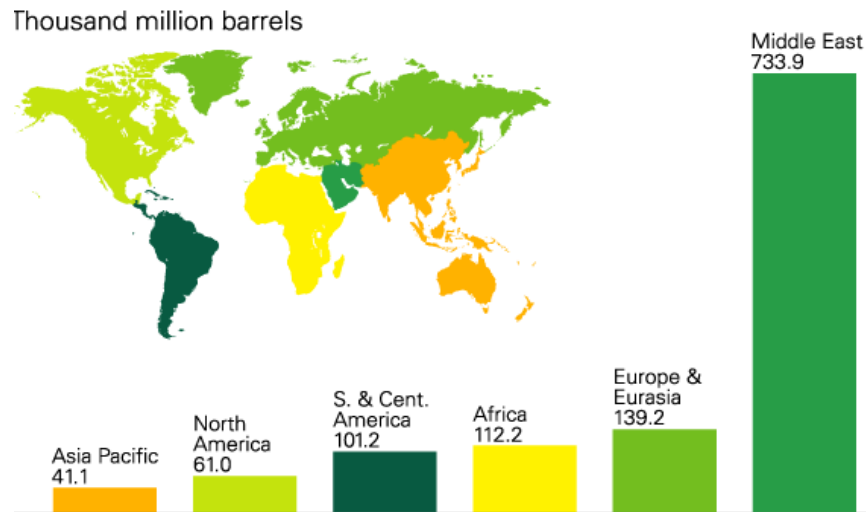 Thousand million barrels
Middle East
733.9
Europe &
Eurasia
139.2
S. & Cent.
America
101.2
Africa
112.2
North
America
61.0
Asia Pacific
41.1